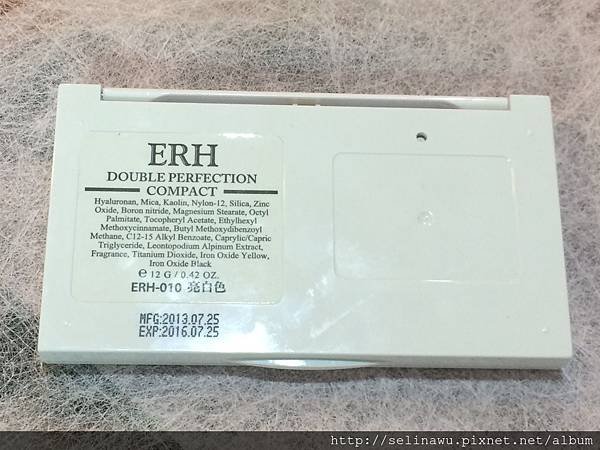 ERH
DOUBLE PERFECTION
COMPACT
Hyaluronan, Mica, Kaolin, Nylon-12, Silica, Zinc
Oxide, Boron nitride, Magnesium Stearate, Octyl
Palmitate, Tocopheryl Acetate, Ethylhexyl
Methoxycinnamate, Butyl Methoxydibenzoyl
Methane, C12-15 Alkyl Benzoate, Caprylic/Capric
Triglyceride, Leontopodium Alpinum Extract,
Fragrance, Titanium Dioxide, Iron Oxide Yellow,
Iron Oxide Black
℮ 12 G / 0.42 OZ.
ERH-010 亮白色
MFG:2013.07.25
EXP:2016.07.25
http://selinawu.pixnet.net/album